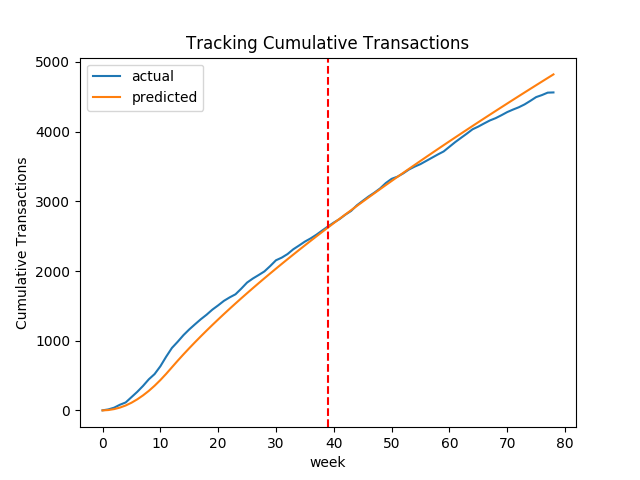 Tracking Cumulative Transactions
actual
predicted
5000
4000
3000
2000
1000
0
Cumulative Transactions
0 10 20 30 40 50 60 70 80
week